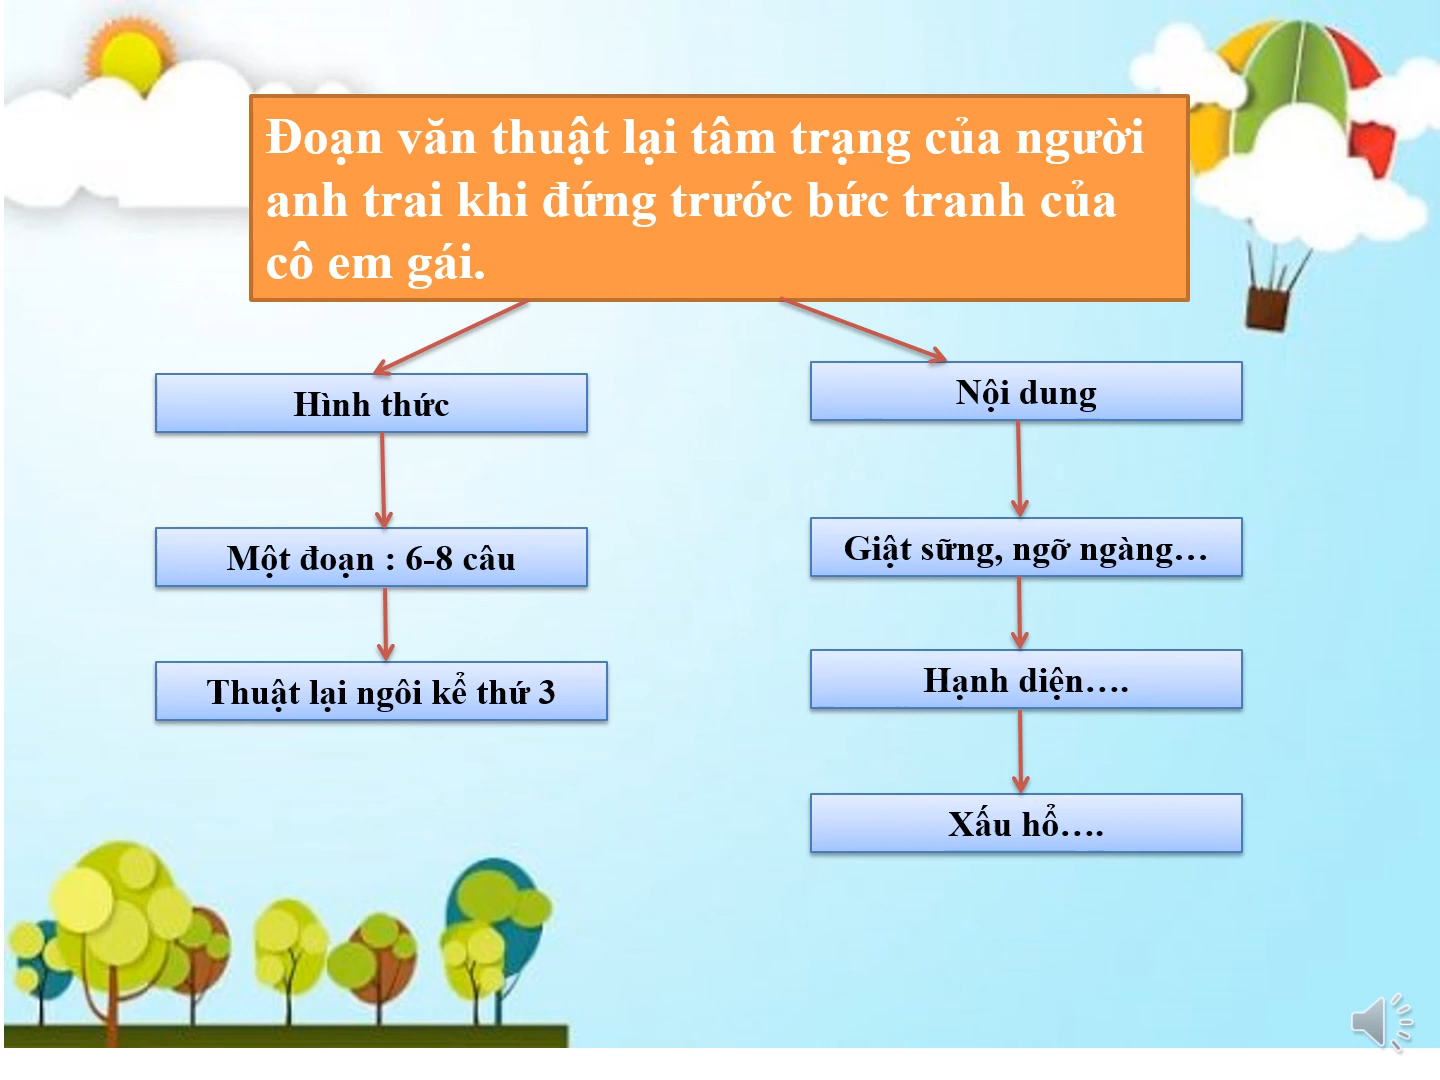 Đoạn văn thuật lại tâm trạng của người
anh trai khi đứng trước bức tranh của
cô em gái.
Hình thức
Một đoạn : 6-8 câu
Thuật lại ngôi kể thứ 3
Nội dung
Giật sững, ngỡ ngàng…
Hạnh diện….
Xấu hổ….